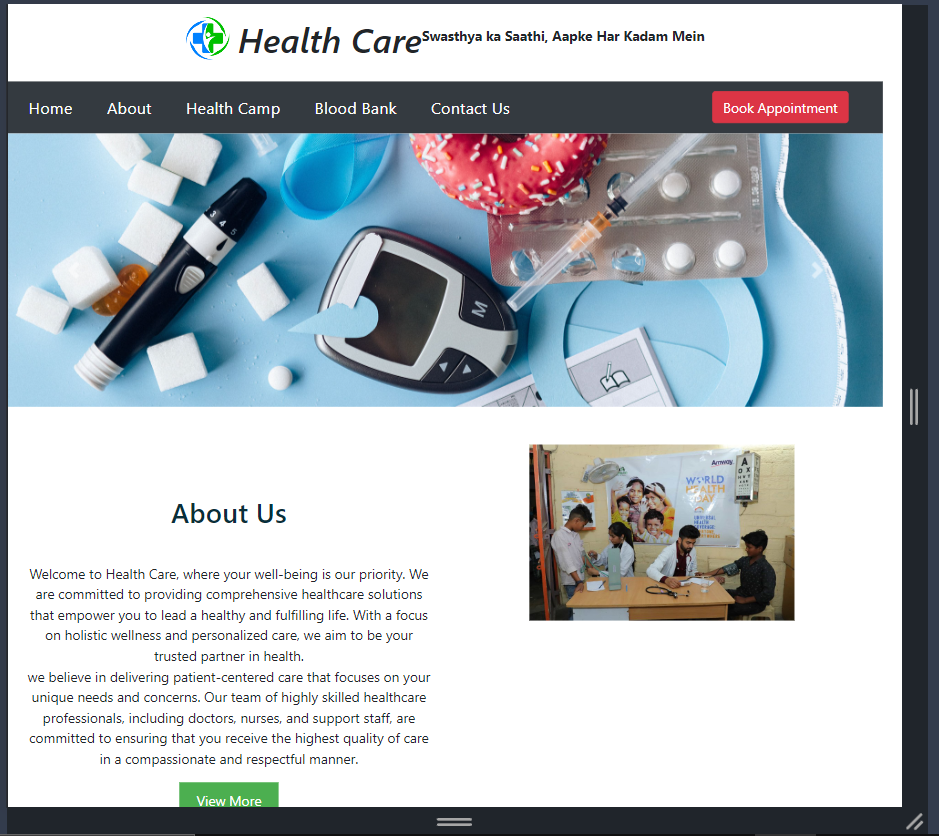 Health Care
Swasthya ka Saathi, Aapke Har Kadam Mein
Home About Health Camp Blood Bank Contact Us Book Appointment
3 4 5
M
Amway
WORLD
HEALTH
DAY
About Us
Welcome to Health Care, where your well-being is our priority. We
are committed to providing comprehensive healthcare solutions
that empower you to lead a healthy and fulfilling life. With a focus
on holistic wellness and personalized care, we aim to be your
trusted partner in health.
we believe in delivering patient-centered care that focuses on your
unique needs and concerns. Our team of highly skilled healthcare
professionals, including doctors, nurses, and support staff, are
committed to ensuring that you receive the highest quality of care
in a compassionate and respectful manner.
View More